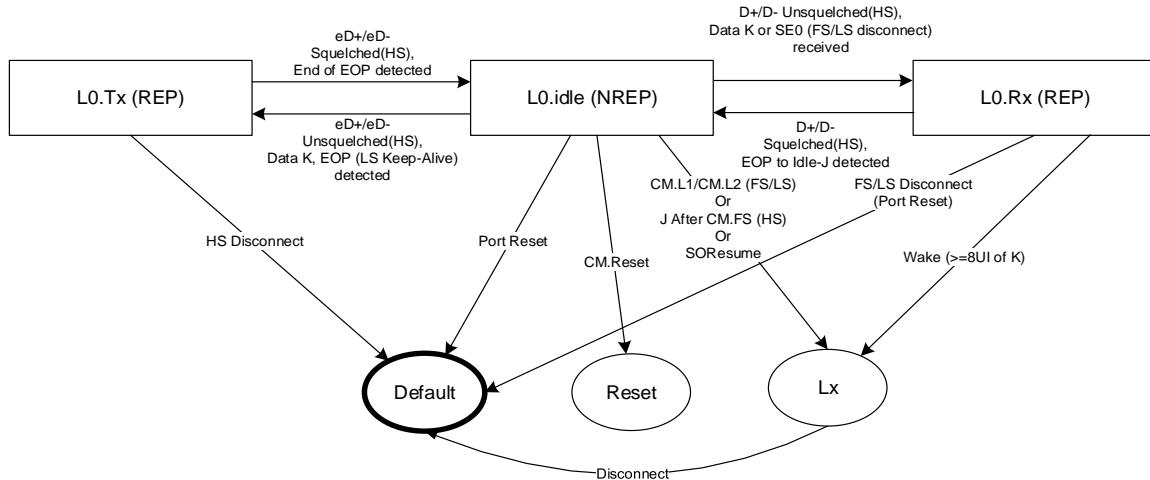 eD+/eD-
Squelched(HS),
End of EOP detected
D+/D- Unsquelched(HS),
Data K or SE0 (FS/LS disconnect)
received
L0.Tx (REP)
L0.idle (NREP)
L0.Rx (REP)
eD+/eD-
Unsquelched(HS),
Data K, EOP (LS Keep-Alive)
detected
D+/D-
Squelched(HS),
EOP to Idle-J detected
CM.L1/CM.L2 (FS/LS)
Or
J After CM.FS (HS)
Or
SOResume
FS/LS Disconnect
(Port Reset)
HS Disconnect
Port Reset
CM.Reset
Wake (>=8UI of K)
Default
Reset
Lx
Disconnect